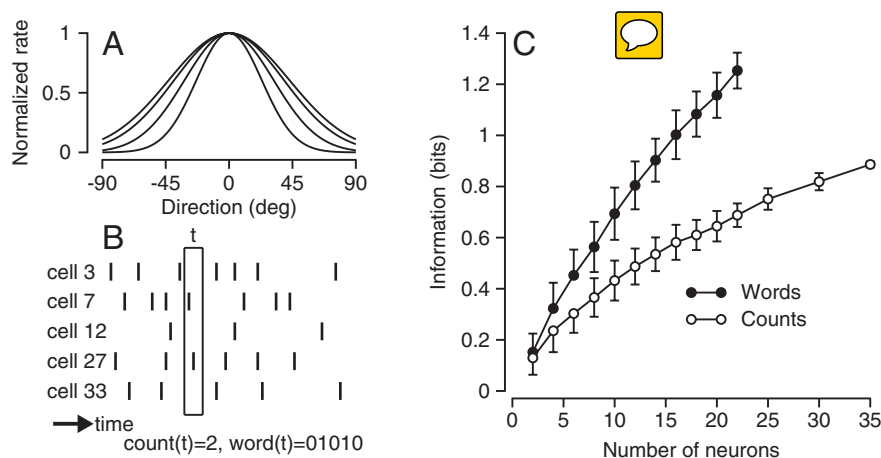 A
Normalized rate
1
0.5
0
-90 -45 0 45 90
Direction (deg)
B
t
cell 3
cell 7
cell 12
cell 27
cell 33
time
count(t)=2, word(t)=01010
C
Information (bits)
1.4
1.2
1
0.8
0.6
0.4
0.2
0
Words
Counts
0 5 10 15 20 25 30 35
Number of neurons